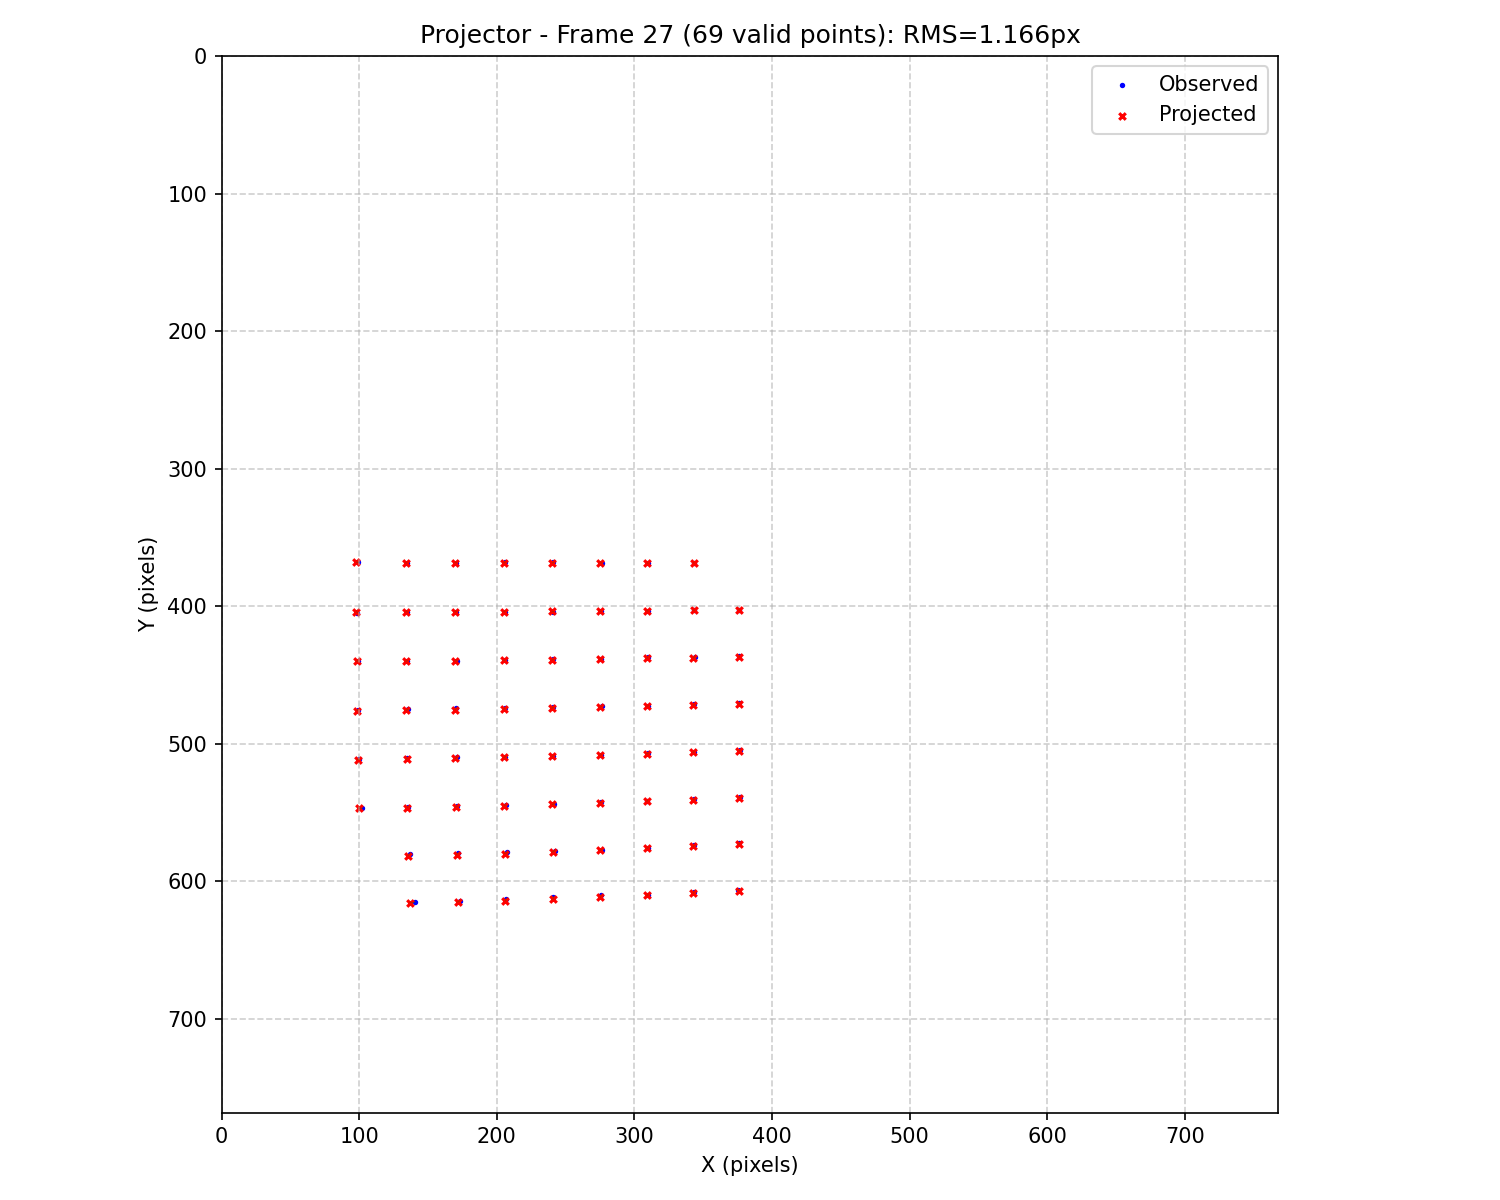 Projector - Frame 27 (69 valid points): RMS=1.166px
Observed
Projected
0
100
200
300
400
500
600
700
Y (pixels)
0 100 200 300 400 500 600 700
X (pixels)